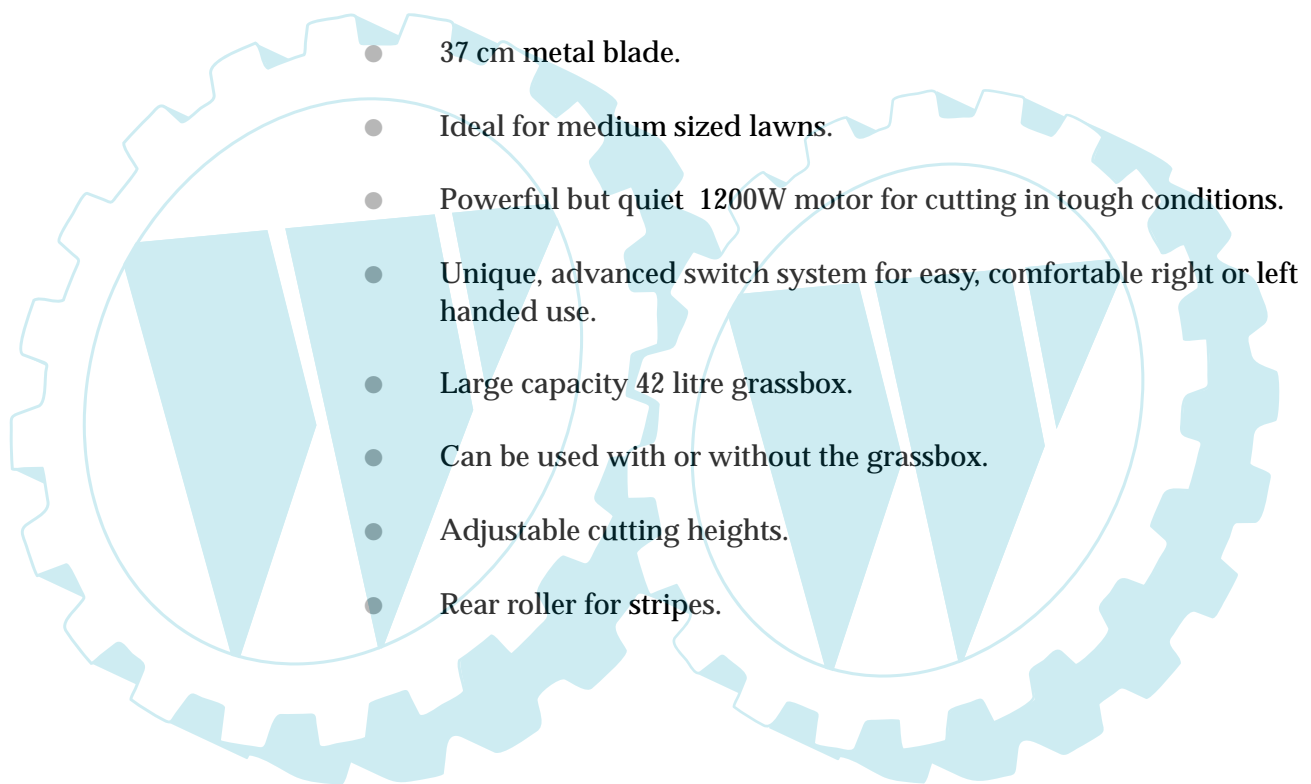 ● 37 cm metal blade.
● Ideal for medium sized lawns.
● Powerful but quiet 1200W motor for cutting in tough conditions.
● Unique, advanced switch system for easy, comfortable right or left
handed use.
● Large capacity 42 litre grassbox.
● Can be used with or without the grassbox.
● Adjustable cutting heights.
● Rear roller for stripes.